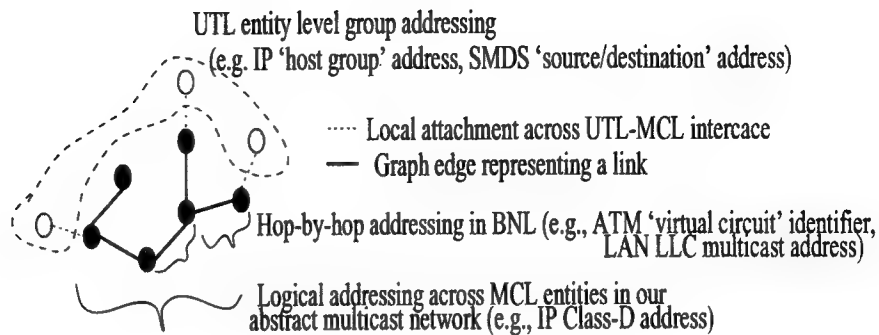 UTL entity level group addressing
(e.g. IP ‘host group’ address, SMDS ‘source/destination’ address)
Local attachment across UTL-MCL intercace
Graph edge representing a link
Hop-by-hop addressing in BNL (e.g., ATM ‘virtual circuit’ identifier,
LAN LLC multicast address)
Logical addressing across MCL entities in our
abstract multicast network (e.g., IP Class-D address)